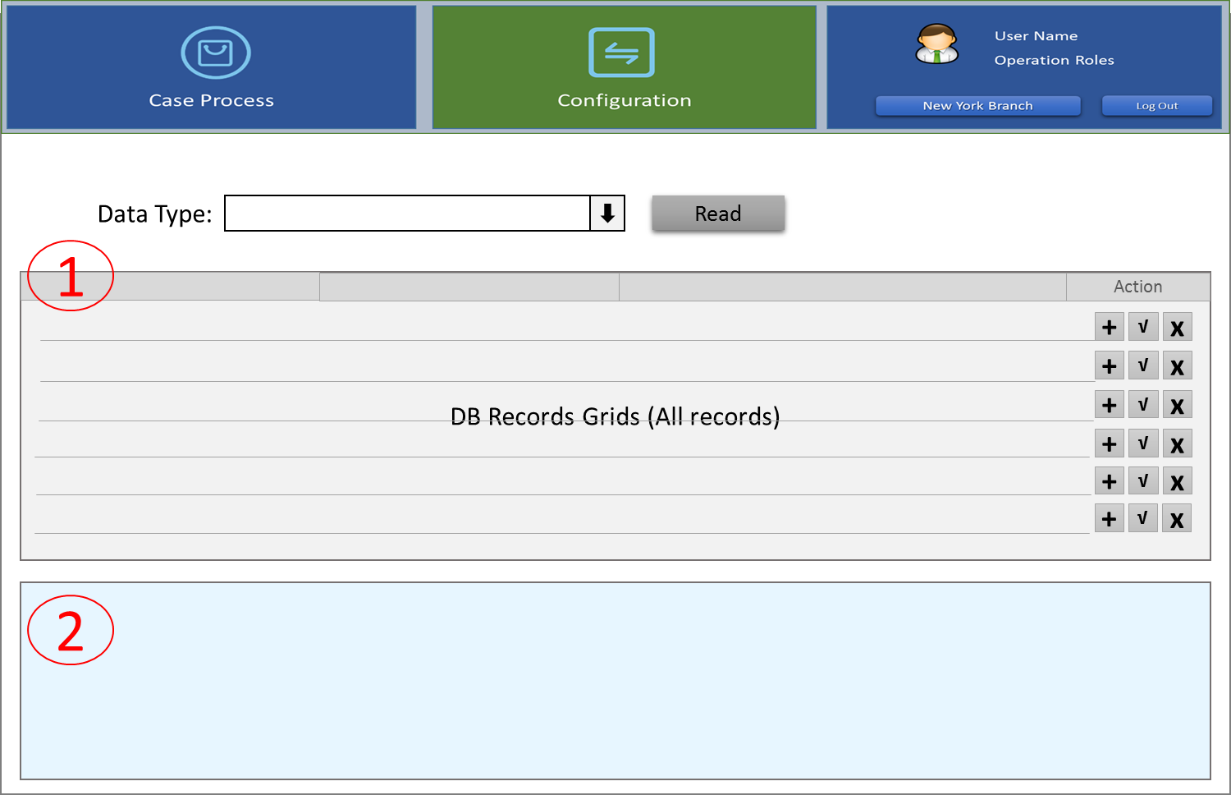 Case Process
Configuration
User Name
Operation Roles
New York Branch
Log Out
Data Type:
Read
1
Action
+ √ X
+ √ X
DB Records Grids (All records)
+ √ X
+ √ X
+ √ X
+ √ X
2